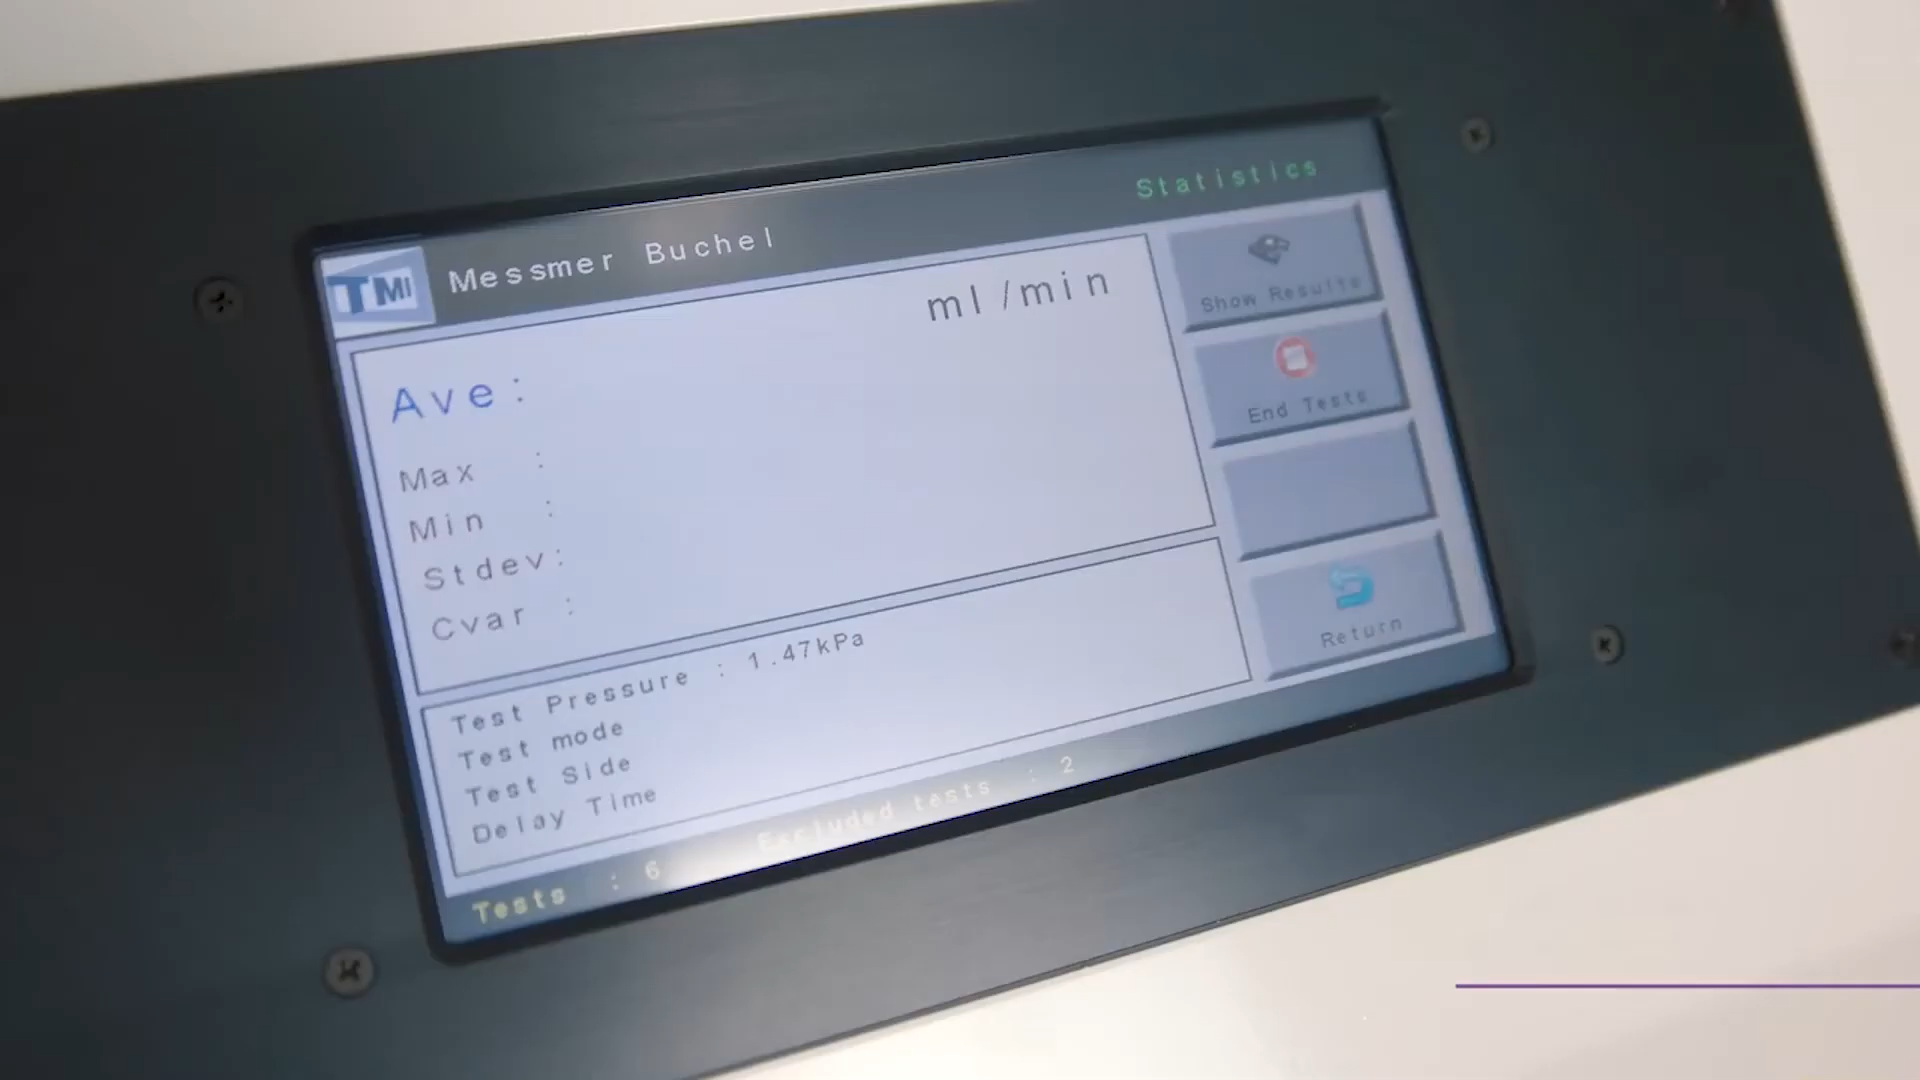 TMI
Messmer Buchel
Statistics
ml/min
Ave:
Max :
Min :
Stdev:
Cvar :
Test Pressure : 1.47kPa
Test mode
Test Side
Delay Time
Tests : 6 Excluded tests : 2
Show Results
End Tests
Return